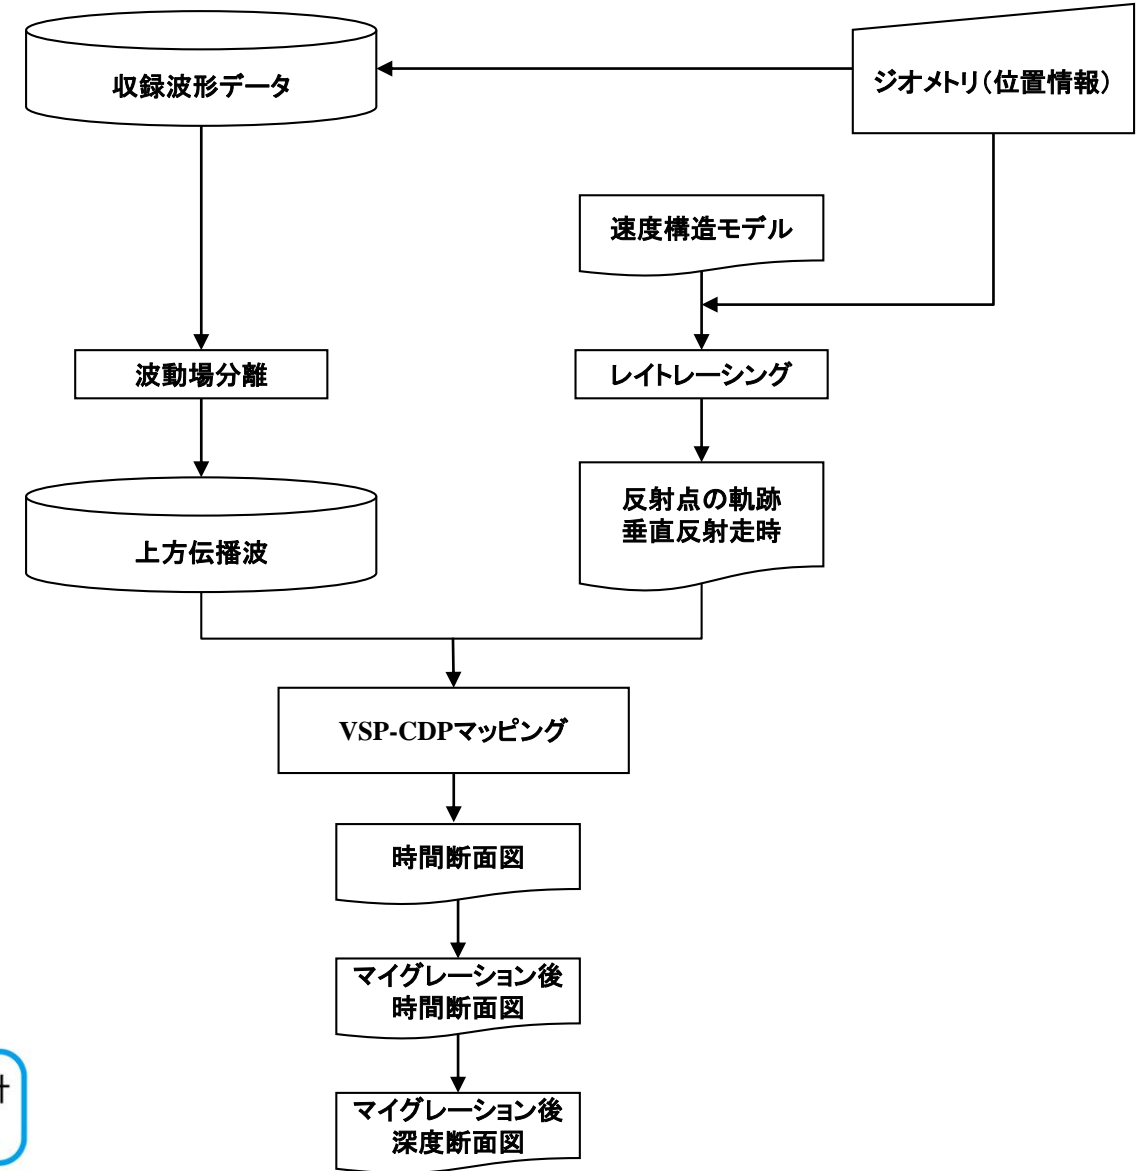 収録波形データ
ジオメトリ(位置情報)
速度構造モデル
波動場分離
レイトレーシング
上方伝播波
反射点の軌跡
垂直反射走時
VSP-CDPマッピング
時間断面図
マイグレーション後
時間断面図
マイグレーション後
深度断面図